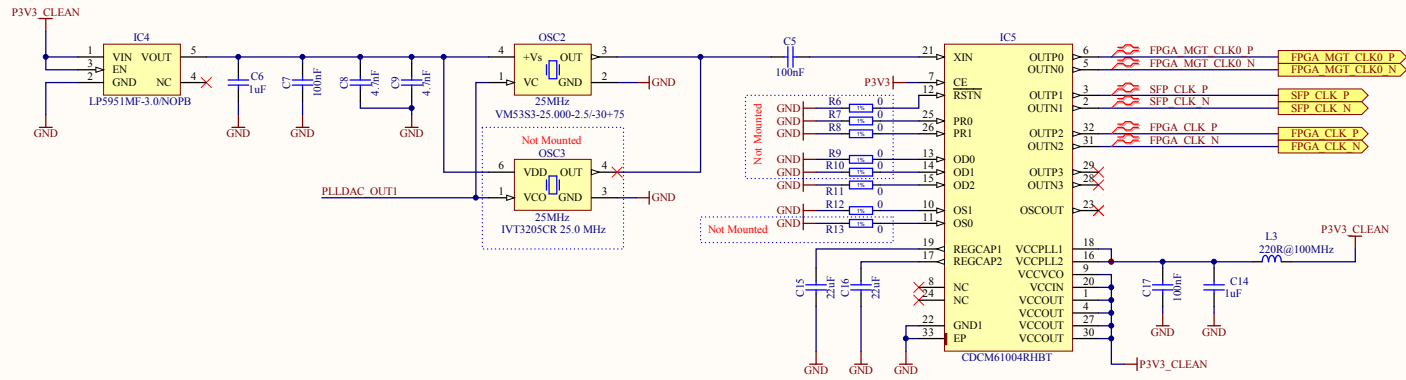 P3V3_CLEAN
IC4
1 VIN VOUT 5
3 EN
2 GND NC 4
LP5951MF-3.0/NOPB
GND
C6
1uF
GND
C7
100nF
GND
C8
4.7nF
C9
4.7nF
GND
OSC2
4 +Vs OUT 3
1 VC GND 2
GND
25MHz
VM53S3-25.000-2.5/-30+75
Not Mounted
OSC3
6 VDD OUT 4
PLLDAC_OUT1
1 VCO GND 3
GND
25MHz
IVT3205CR 25.0 MHz
C5
100nF
IC5
21 XIN
P3V3
7 CE
12 RSTN
Not Mounted
GND R6 1% 0
GND R7 1% 0 25 PR0
GND R8 1% 0 26 PR1
GND R9 1% 0 13 OD0
GND R10 1% 0 14 OD1
GND R11 1% 0 15 OD2
GND R12 1% 0 10 OS1
Not Mounted
GND R13 1% 0 11 OS0
19 REGCAP1
17 REGCAP2
C15
22uF
GND
C16
22uF
GND
8 NC
24 NC
22 GND1
33 EP
GND
CDCM61004RHBT
OUTP0 6 FPGA_MGT_CLK0_P FPGA_MGT_CLK0_P
OUTN0 5 FPGA_MGT_CLK0_N FPGA_MGT_CLK0_N
OUTP1 3 SFP_CLK_P SFP_CLK_P
OUTN1 2 SFP_CLK_N SFP_CLK_N
OUTP2 32 FPGA_CLK_P FPGA_CLK_P
OUTN2 31 FPGA_CLK_N FPGA_CLK_N
OUTP3 29
OUTN3 28
OSCOUT 23
VCCPLL1 18
VCCPLL2 16
VCCVCO 9
VCCIN 20
VCCOUT 1
VCCOUT 4
VCCOUT 27
VCCOUT 30
P3V3_CLEAN
C17
100nF
GND
C14
1uF
GND
L3
220R@100MHz
P3V3_CLEAN